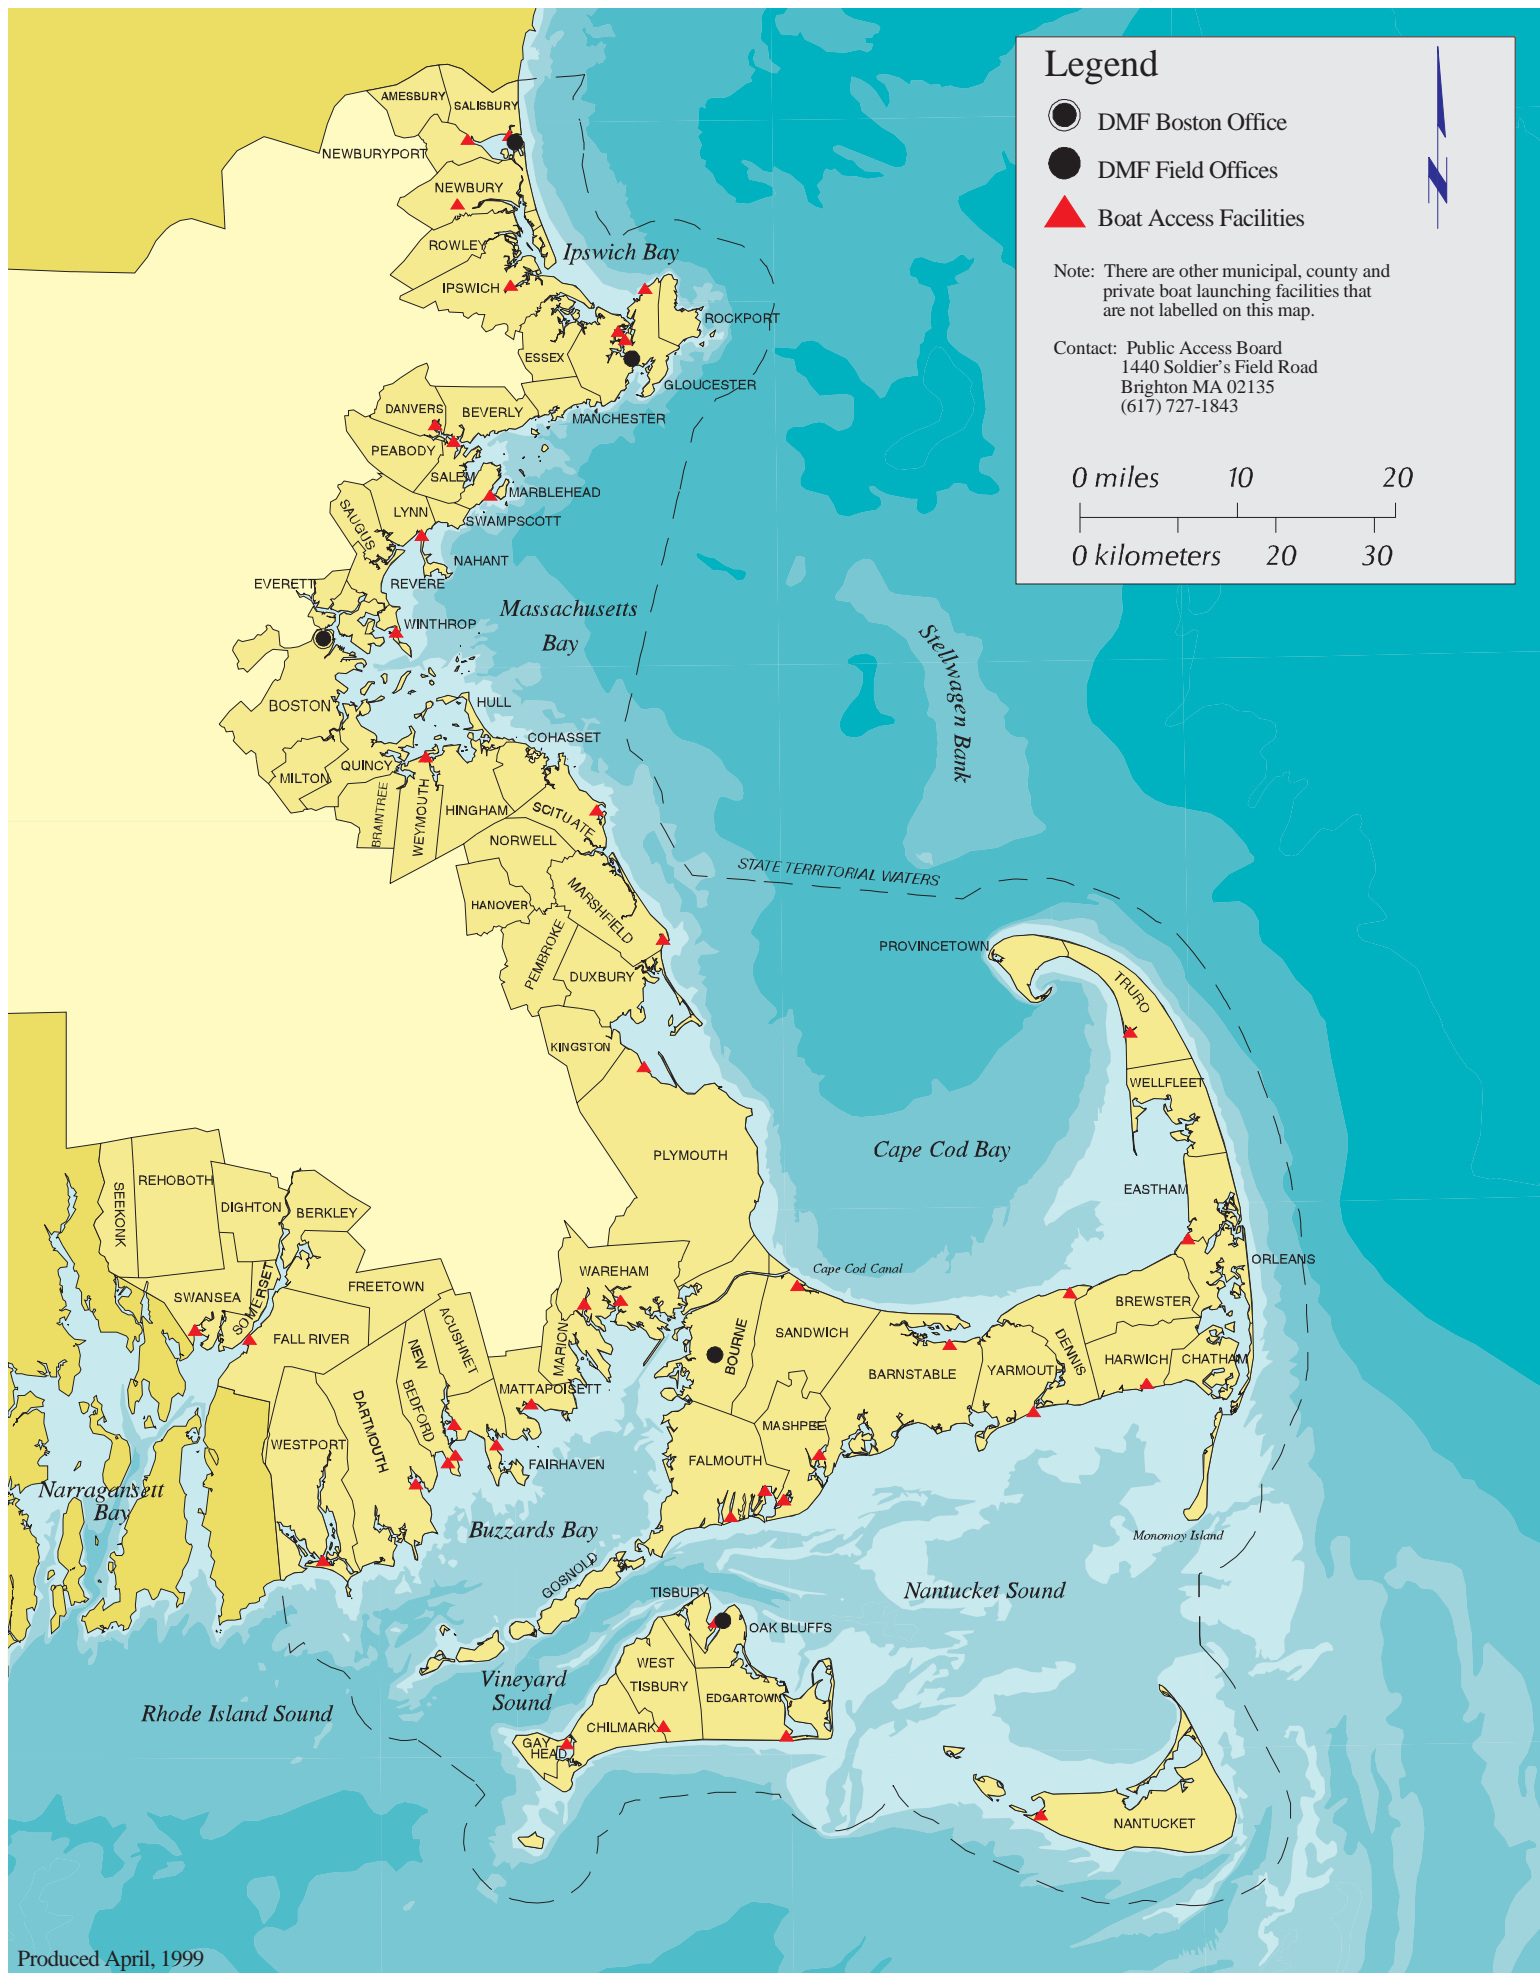 Legend
DMF Boston Office
DMF Field Offices
Boat Access Facilities
N
Note: There are other municipal, county and
private boat launching facilities that
are not labelled on this map.
Contact: Public Access Board
1440 Soldier's Field Road
Brighton MA 02135
(617) 727-1843
0 miles 10 20
0 kilometers 20 30
AMESBURY
SALISBURY
NEWBURYPORT
NEWBURY
ROWLEY
Ipswich Bay
IPSWICH
ROCKPORT
ESSEX
GLOUCESTER
DANVERS
BEVERLY
MANCHESTER
PEABODY
SALEM
MARBLEHEAD
LYNN
SWAMPSCOTT
SAUGUS
NAHANT
EVERETT
REVERE
Massachusetts
Bay
WINTHROP
Stellwagen Bank
HULL
BOSTON
COHASSET
QUINCY
MILTON
BRAINTREE
WEYMOUTH
HINGHAM
SCITUATE
NORWELL
STATE TERRITORIAL WATERS
HANOVER
MARSHFIELD
PEMBROKE
PROVINCETOWN
DUXBURY
TRURO
KINGSTON
WELLFLEET
Cape Cod Bay
PLYMOUTH
REHOBOTH
SEEKONK
DIGHTON
BERKLEY
EASTHAM
ORLEANS
Cape Cod Canal
WAREHAM
FREETOWN
SWANSEA
SOMERSET
BREWSTER
FALL RIVER
ACUSHNET
SANDWICH
BOURNE
MARION
NEW
BEDFORD
DENNIS
HARWICH
CHATHAM
BARNSTABLE
YARMOUTH
MATTAPOISETT
DARTMOUTH
MASHPEE
WESTPORT
FALMOUTH
FAIRHAVEN
Narragansett
Bay
Buzzards Bay
Monomoy Island
GOSNOLD
Nantucket Sound
TISBURY
OAK BLUFFS
WEST
TISBURY
Vineyard
Sound
EDGARTOWN
Rhode Island Sound
CHILMARK
GAY
HEAD
NANTUCKET
Produced April, 1999